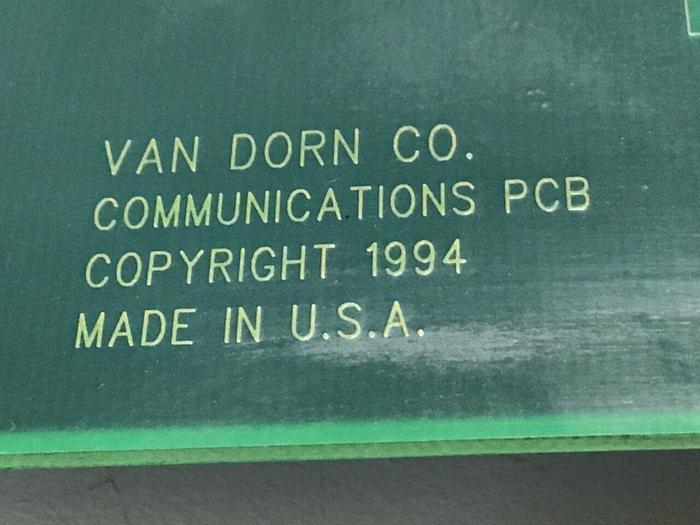 VAN DORN CO.
COMMUNICATIONS PCB
COPYRIGHT 1994
MADE IN U.S.A.